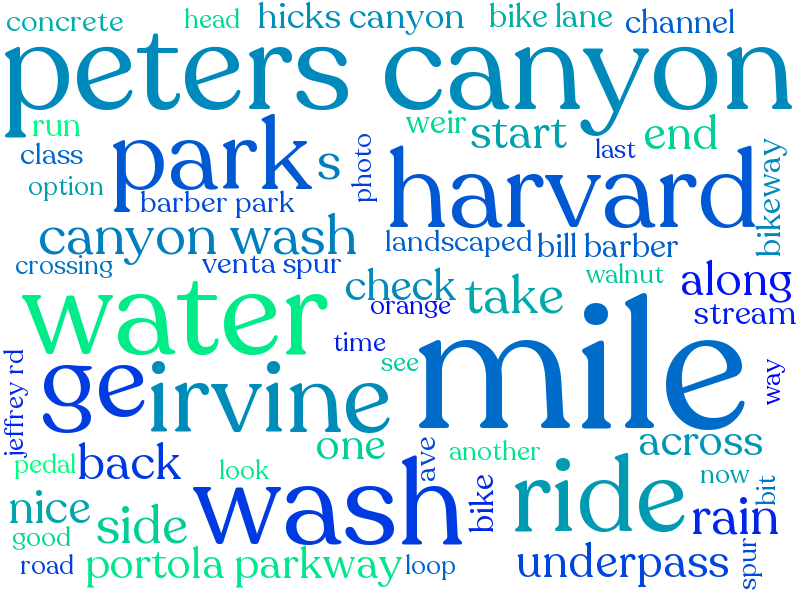 concrete
head
hicks canyon
bike lane
channel
peters canyon
run
weir
start
end
class
park
s
photo
harvard
last
bikeway
option
barber park
canyon wash
landscaped
bill barber
crossing
venta spur
check
orange
take
walnut
along
stream
water
time
see
mile
way
jeffrey rd
ge
irvine
one
across
pedal
back
look
ave
another
now
bit
nice
side
wash
bike
ride
rain
good
road
portola parkway
loop
underpass
spur